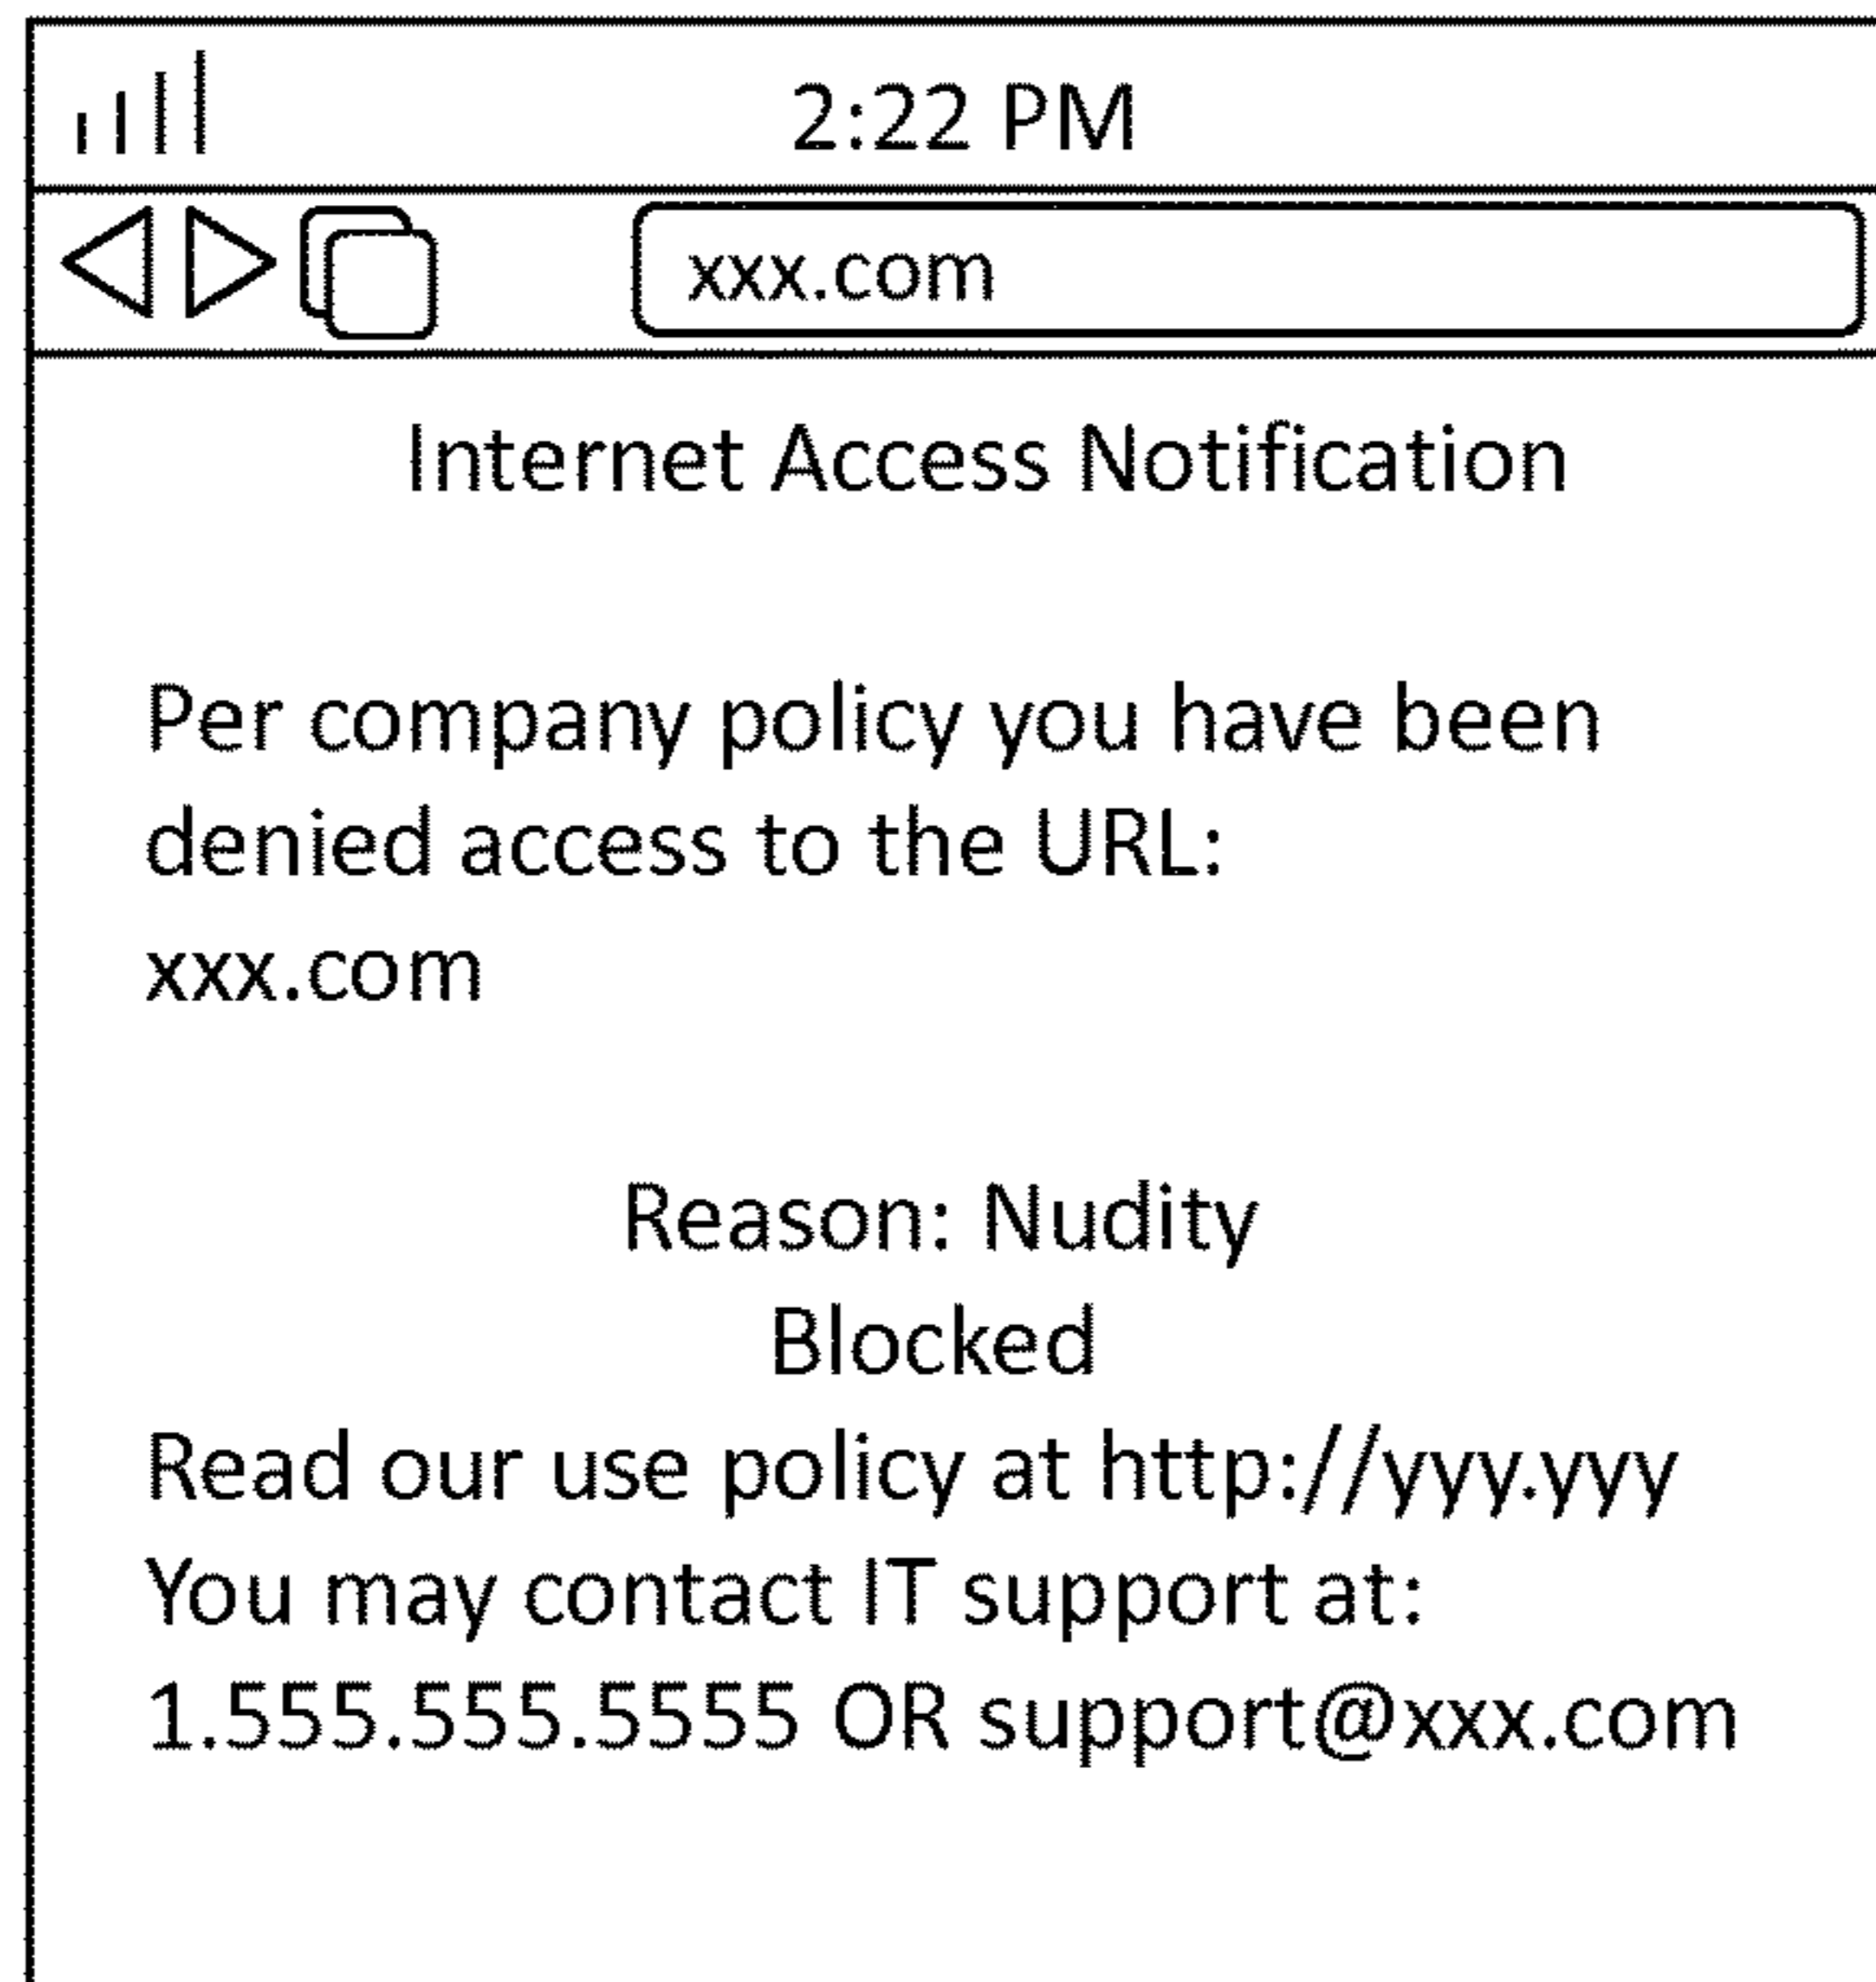 2:22 PM
xxx.com
Internet Access Notification
Per company policy you have been
denied access to the URL:
xxx.com
Reason: Nudity
Blocked
Read our use policy at http://yyy.yyy
You may contact IT support at:
1.555.555.5555 OR support@xxx.com